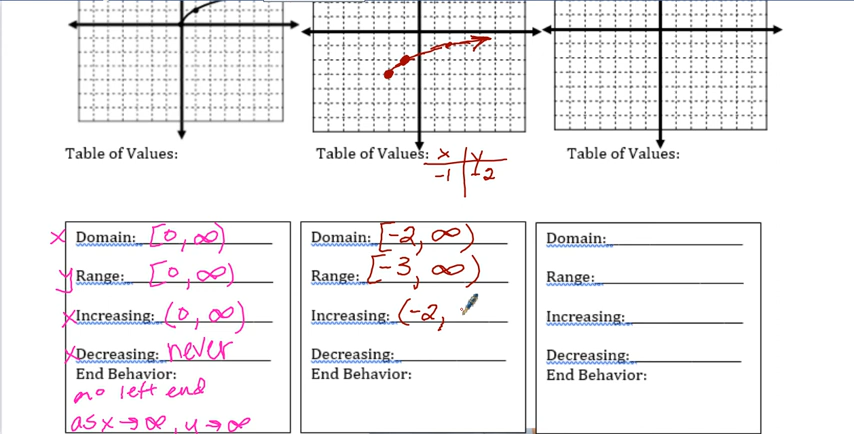 Table of Values:
Table of Values:
x y
-1 -2
Table of Values:
x Domain: [0, ∞)
y Range: [0, ∞)
x Increasing: (0, ∞)
x Decreasing: never
End Behavior:
no left end
as x → ∞, y → ∞
Domain: [-2, ∞)
Range: [-3, ∞)
Increasing: (-2,
Decreasing:
End Behavior:
Domain:
Range:
Increasing:
Decreasing:
End Behavior: